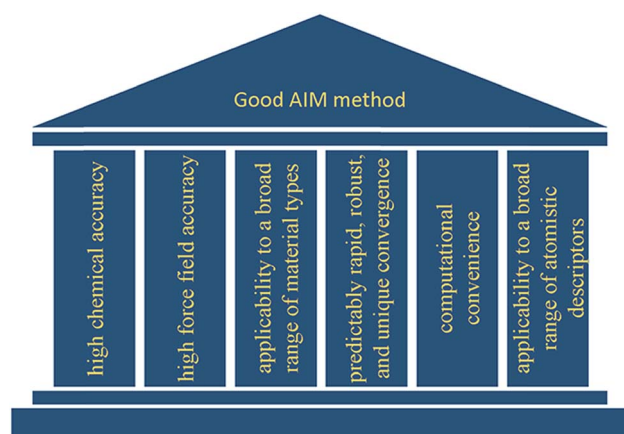 Good AIM method
high chemical accuracy
high force field accuracy
applicability to a broad
range of material types
predictably rapid, robust,
and unique convergence
computational
convenience
applicability to a broad
range of atomistic
descriptors